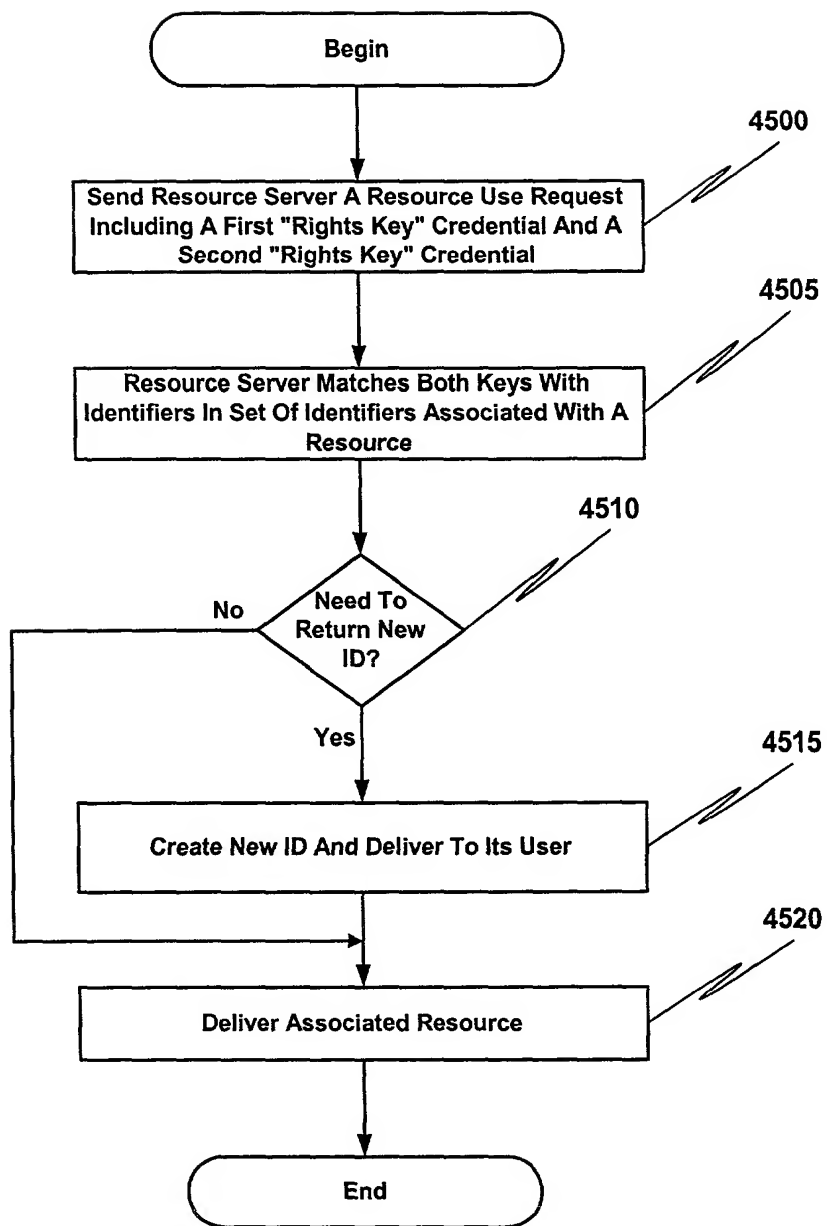 Begin
4500
Send Resource Server A Resource Use Request
Including A First "Rights Key" Credential And A
Second "Rights Key" Credential
4505
Resource Server Matches Both Keys With
Identifiers In Set Of Identifiers Associated With A
Resource
4510
No
Need To
Return New
ID?
Yes
4515
Create New ID And Deliver To Its User
4520
Deliver Associated Resource
End